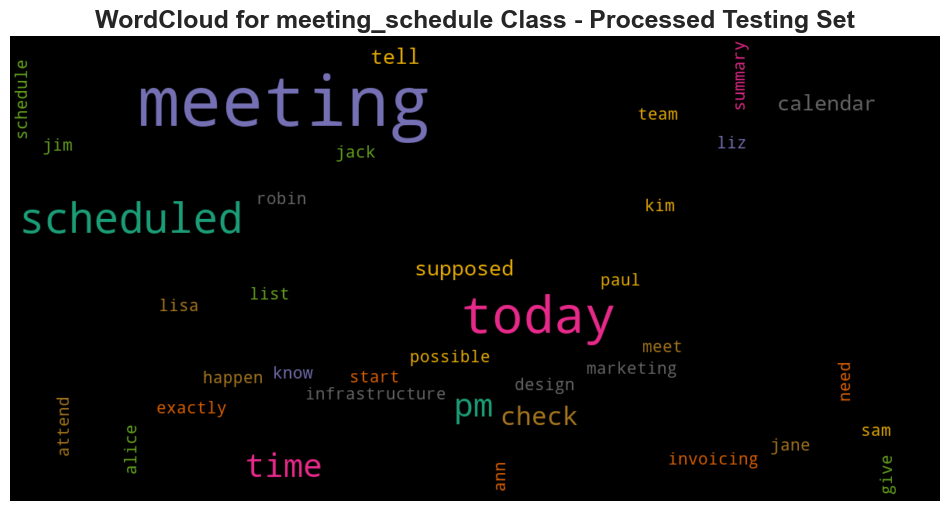 WordCloud for meeting_schedule Class - Processed Testing Set
tell
summary
schedule
meeting
calendar
team
jim
jack
liz
robin
scheduled
kim
supposed
paul
list
lisa
today
possible
meet
know
happen
start
marketing
infrastructure
design
need
exactly
pm
check
attend
alice
sam
jane
time
invoicing
ann
give